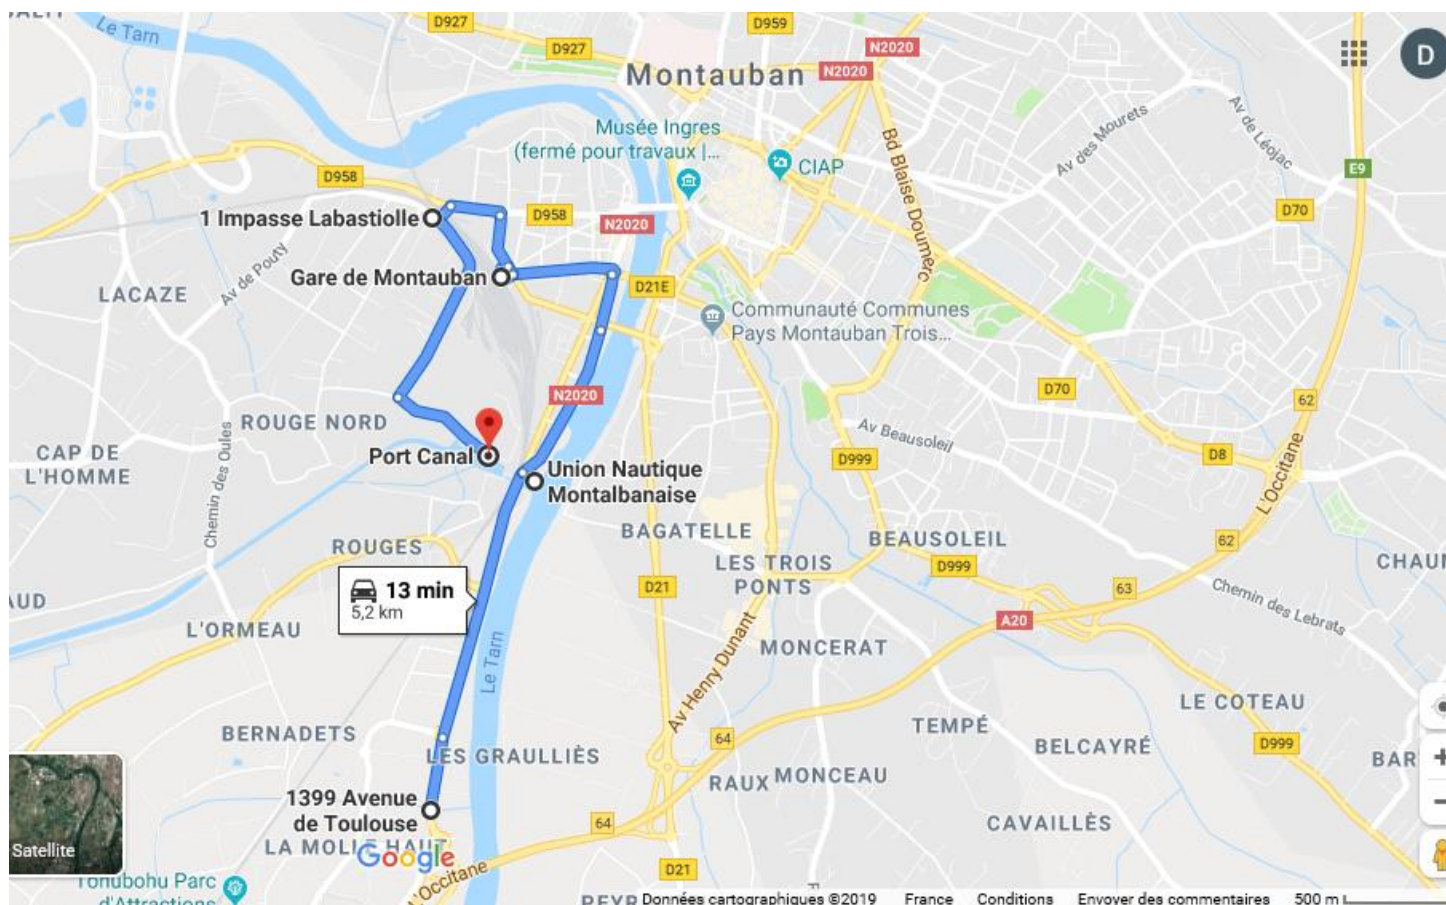 D927
D959
Le Tarn
D927
N2020
N2020
D
Montauban
Av de Léojac
Musée Ingres
(fermé pour travaux |...
Av des Mourets
CIAP
Bd Blaise Doumerc
E9
D958
1 Impasse Labastiolle
D958
N2020
D70
Av de Pouty
Gare de Montauban
D21E
LACAZE
Communauté Communes
Pays Montauban Trois...
N2020
D70
62
ROUGE NORD
Av Beausoleil
CAP DE
L'HOMME
Port Canal
D999
D8
L'Occitane
Union Nautique
Montalbanaise
Chemin des Oules
BAGATELLE
BEAUSOLEIL
62
ROUGES
LES TROIS
PONTS
D999
13 min
5,2 km
D21
63
Chemin des Lebrats
L'ORMEAU
A20
Le Tarn
Av Henry Dunant
MONCERAT
LE COTEAU
BERNADETS
LES GRAULLIÈS
64
TEMPÉ
BELCAYRÉ
D999
RAUX
MONCEAU
1399 Avenue
de Toulouse
64
CAVAILLÈS
Satellite
Google
L'Occitane
D21
Parc
Données cartographiques ©2019 France Conditions Envoyer des commentaires 500 m